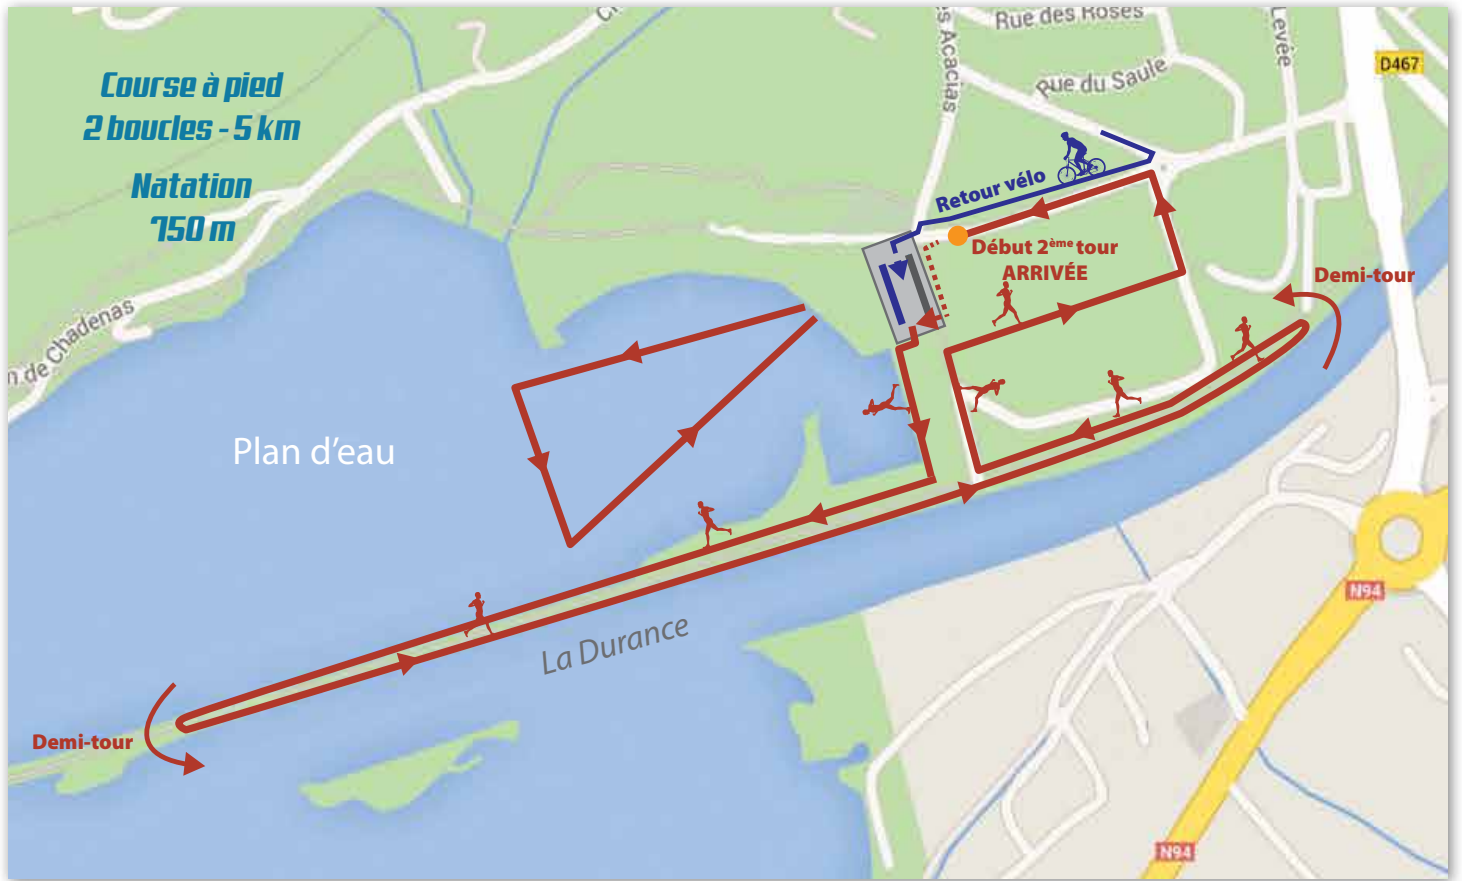 Course à pied
2 boucles - 5 km
Natation
750 m
Rue des Roses
s Acacias
Rue du Saule
Levée
D467
Retour vélo
Début 2ème tour
ARRIVÉE
Demi-tour
n de Chadenas
Plan d'eau
La Durance
N94
Demi-tour
N94